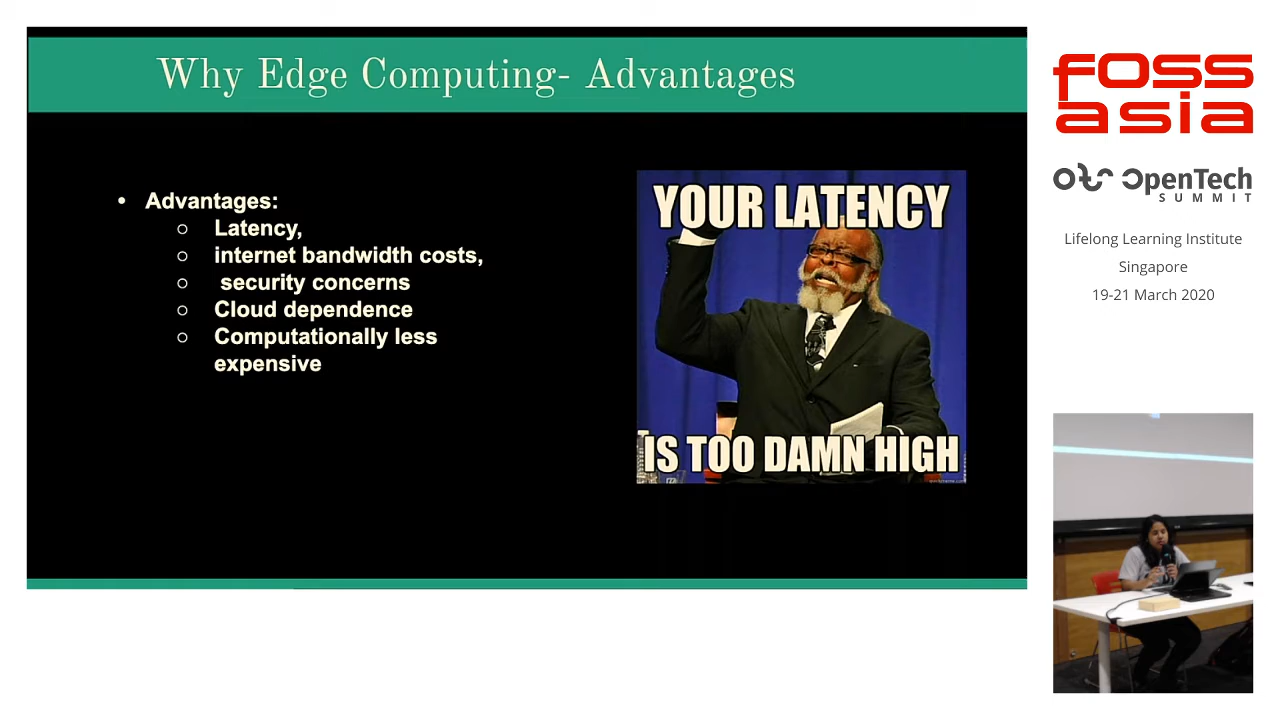 Why Edge Computing- Advantages
• Advantages:
○ Latency,
○ internet bandwidth costs,
○ security concerns
○ Cloud dependence
○ Computationally less
expensive
YOUR LATENCY
IS TOO DAMN HIGH
FOSS
asia
OpenTech
SUMMIT
Lifelong Learning Institute
Singapore
19-21 March 2020